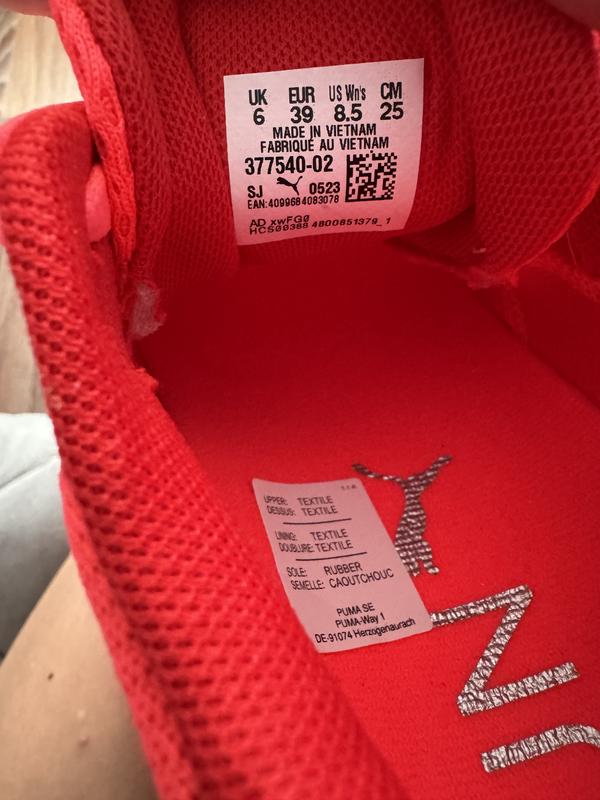 UK EUR US Wn's CM
6 39 8.5 25
MADE IN VIETNAM
FABRIQUÉ AU VIETNAM
377540-02
SJ 0523
EAN:4099684083078
AD xwFG0
HCS00388 4800851379_1
UPPER: TEXTILE
DESSUS: TEXTILE
LINING: TEXTILE
DOUBLURE: TEXTILE
SOLE: RUBBER
SEMELLE: CAOUTCHOUC
PUMA SE
PUMA-Way 1
DE-91074 Herzogenaurach